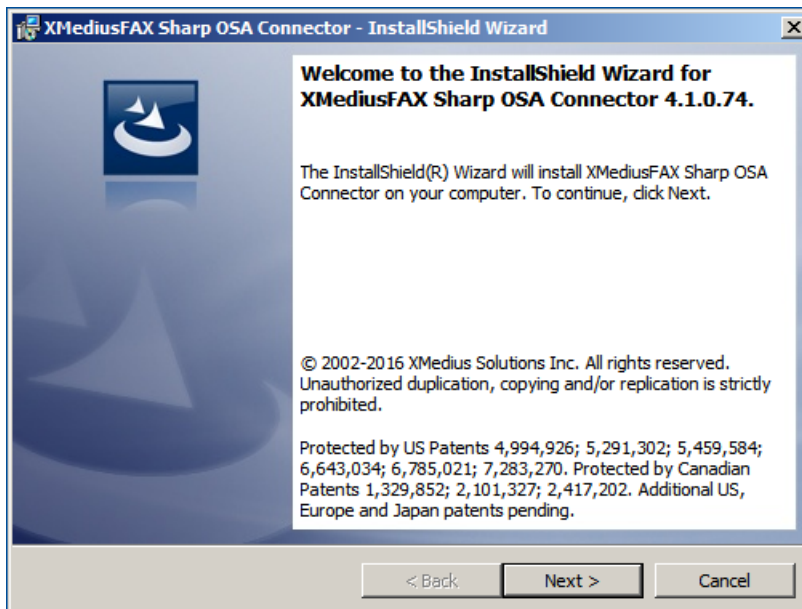 XMediusFAX Sharp OSA Connector - InstallShield Wizard
Welcome to the InstallShield Wizard for
XMediusFAX Sharp OSA Connector 4.1.0.74.
The InstallShield(R) Wizard will install XMediusFAX Sharp OSA
Connector on your computer. To continue, click Next.
© 2002-2016 XMedius Solutions Inc. All rights reserved.
Unauthorized duplication, copying and/or replication is strictly
prohibited.
Protected by US Patents 4,994,926; 5,291,302; 5,459,584;
6,643,034; 6,785,021; 7,283,270. Protected by Canadian
Patents 1,329,852; 2,101,327; 2,417,202. Additional US,
Europe and Japan patents pending.
< Back Next > Cancel